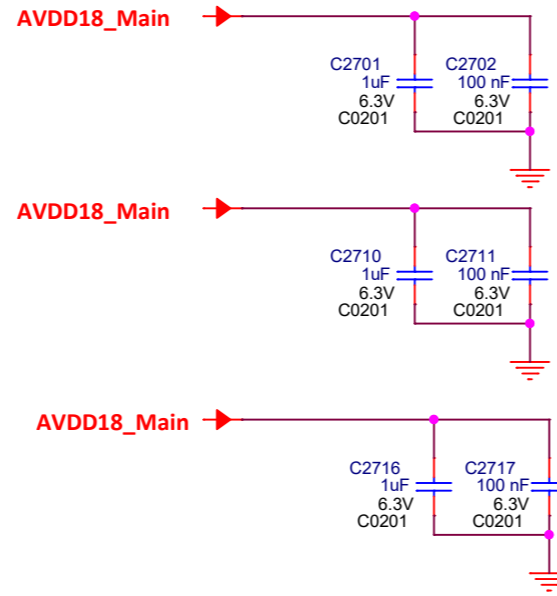 AVDD18_Main
C2701 C2702
1uF 100 nF
6.3V 6.3V
C0201 C0201
AVDD18_Main
C2710 C2711
1uF 100 nF
6.3V 6.3V
C0201 C0201
AVDD18_Main
C2716 C2717
1uF 100 nF
6.3V 6.3V
C0201 C0201